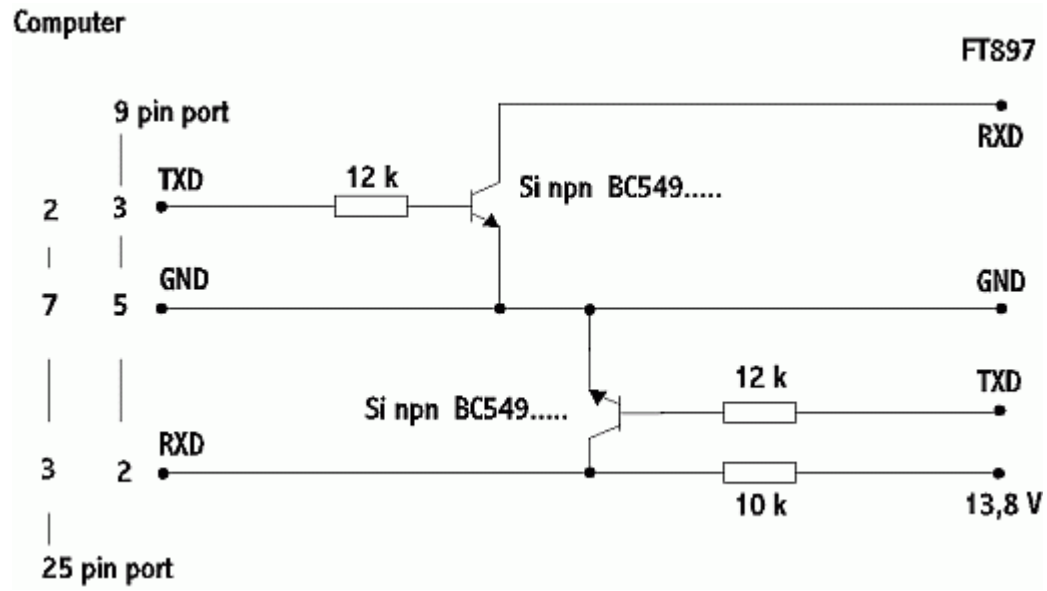 Computer
FT897
9 pin port
RXD
TXD
12 k
Si npn BC549.....
2
3
GND
GND
7
5
12 k
TXD
Si npn BC549.....
RXD
3
2
10 k
13,8 V
25 pin port